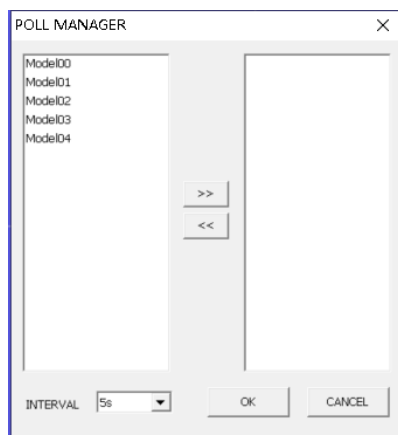 POLL MANAGER
Model00
Model01
Model02
Model03
Model04
>>
<<
INTERVAL 5s OK CANCEL